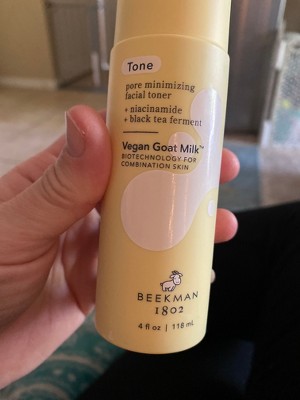 Tone
pore minimizing
facial toner
+ niacinamide
+ black tea ferment
Vegan Goat Milk™
BIOTECHNOLOGY FOR
COMBINATION SKIN
BEEKMAN
1802
4 fl oz | 118 mL